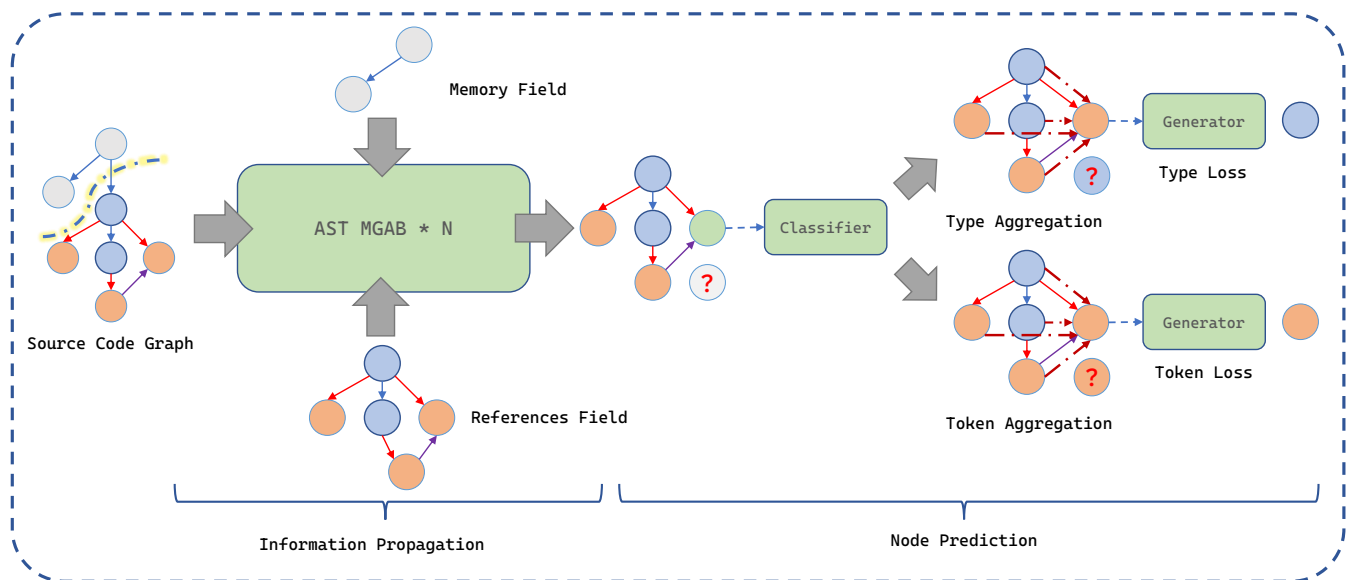 Memory Field
Source Code Graph
AST MGAB * N
References Field
Information Propagation
?
Classifier
Generator
?
Type Loss
Type Aggregation
Generator
?
Token Loss
Token Aggregation
Node Prediction